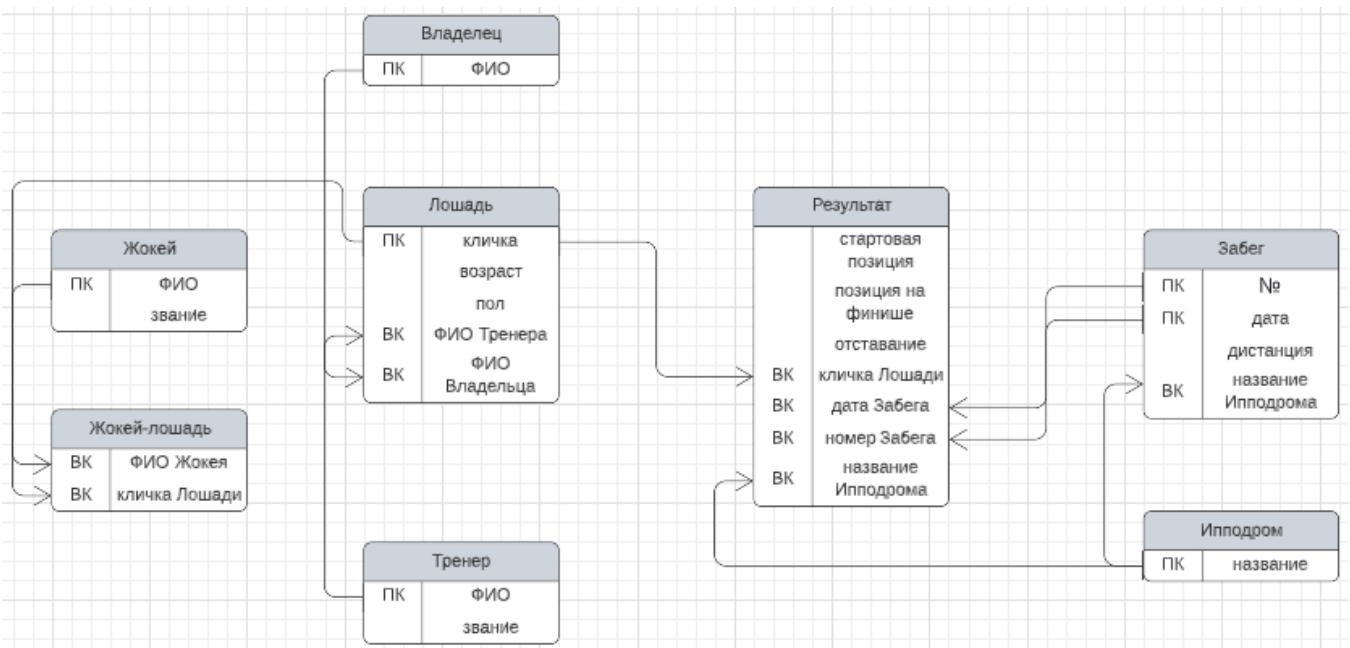 Владелец
ПК ФИО
Лошадь
ПК кличка
возраст
пол
ВК ФИО Тренера
ВК ФИО
Владельца
Жокей
ПК ФИО
звание
Жокей-лошадь
ВК ФИО Жокея
ВК кличка Лошади
Тренер
ПК ФИО
звание
Результат
стартовая
позиция
позиция на
финише
отставание
ВК кличка Лошади
ВК дата Забега
ВК номер Забега
ВК название
Ипподрома
Забег
ПК №
ПК дата
дистанция
ВК название
Ипподрома
Ипподром
ПК название